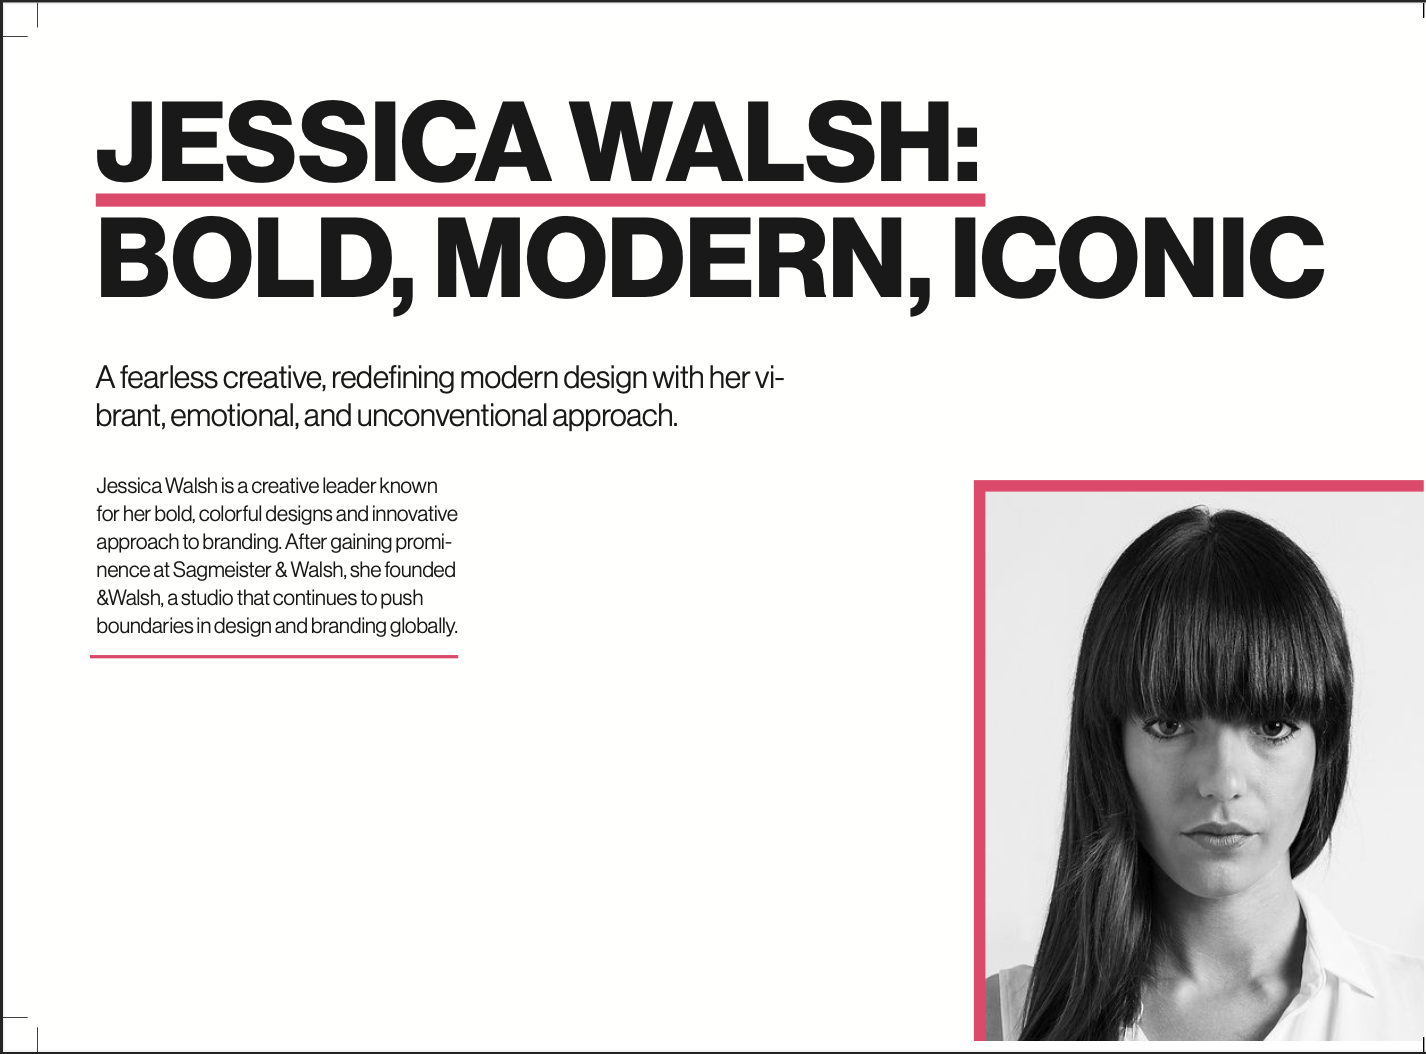 JESSICA WALSH:
BOLD, MODERN, ICONIC
A fearless creative, redefining modern design with her vi-
brant, emotional, and unconventional approach.
Jessica Walsh is a creative leader known
for her bold, colorful designs and innovative
approach to branding. After gaining promi-
nence at Sagmeister & Walsh, she founded
&Walsh, a studio that continues to push
boundaries in design and branding globally.